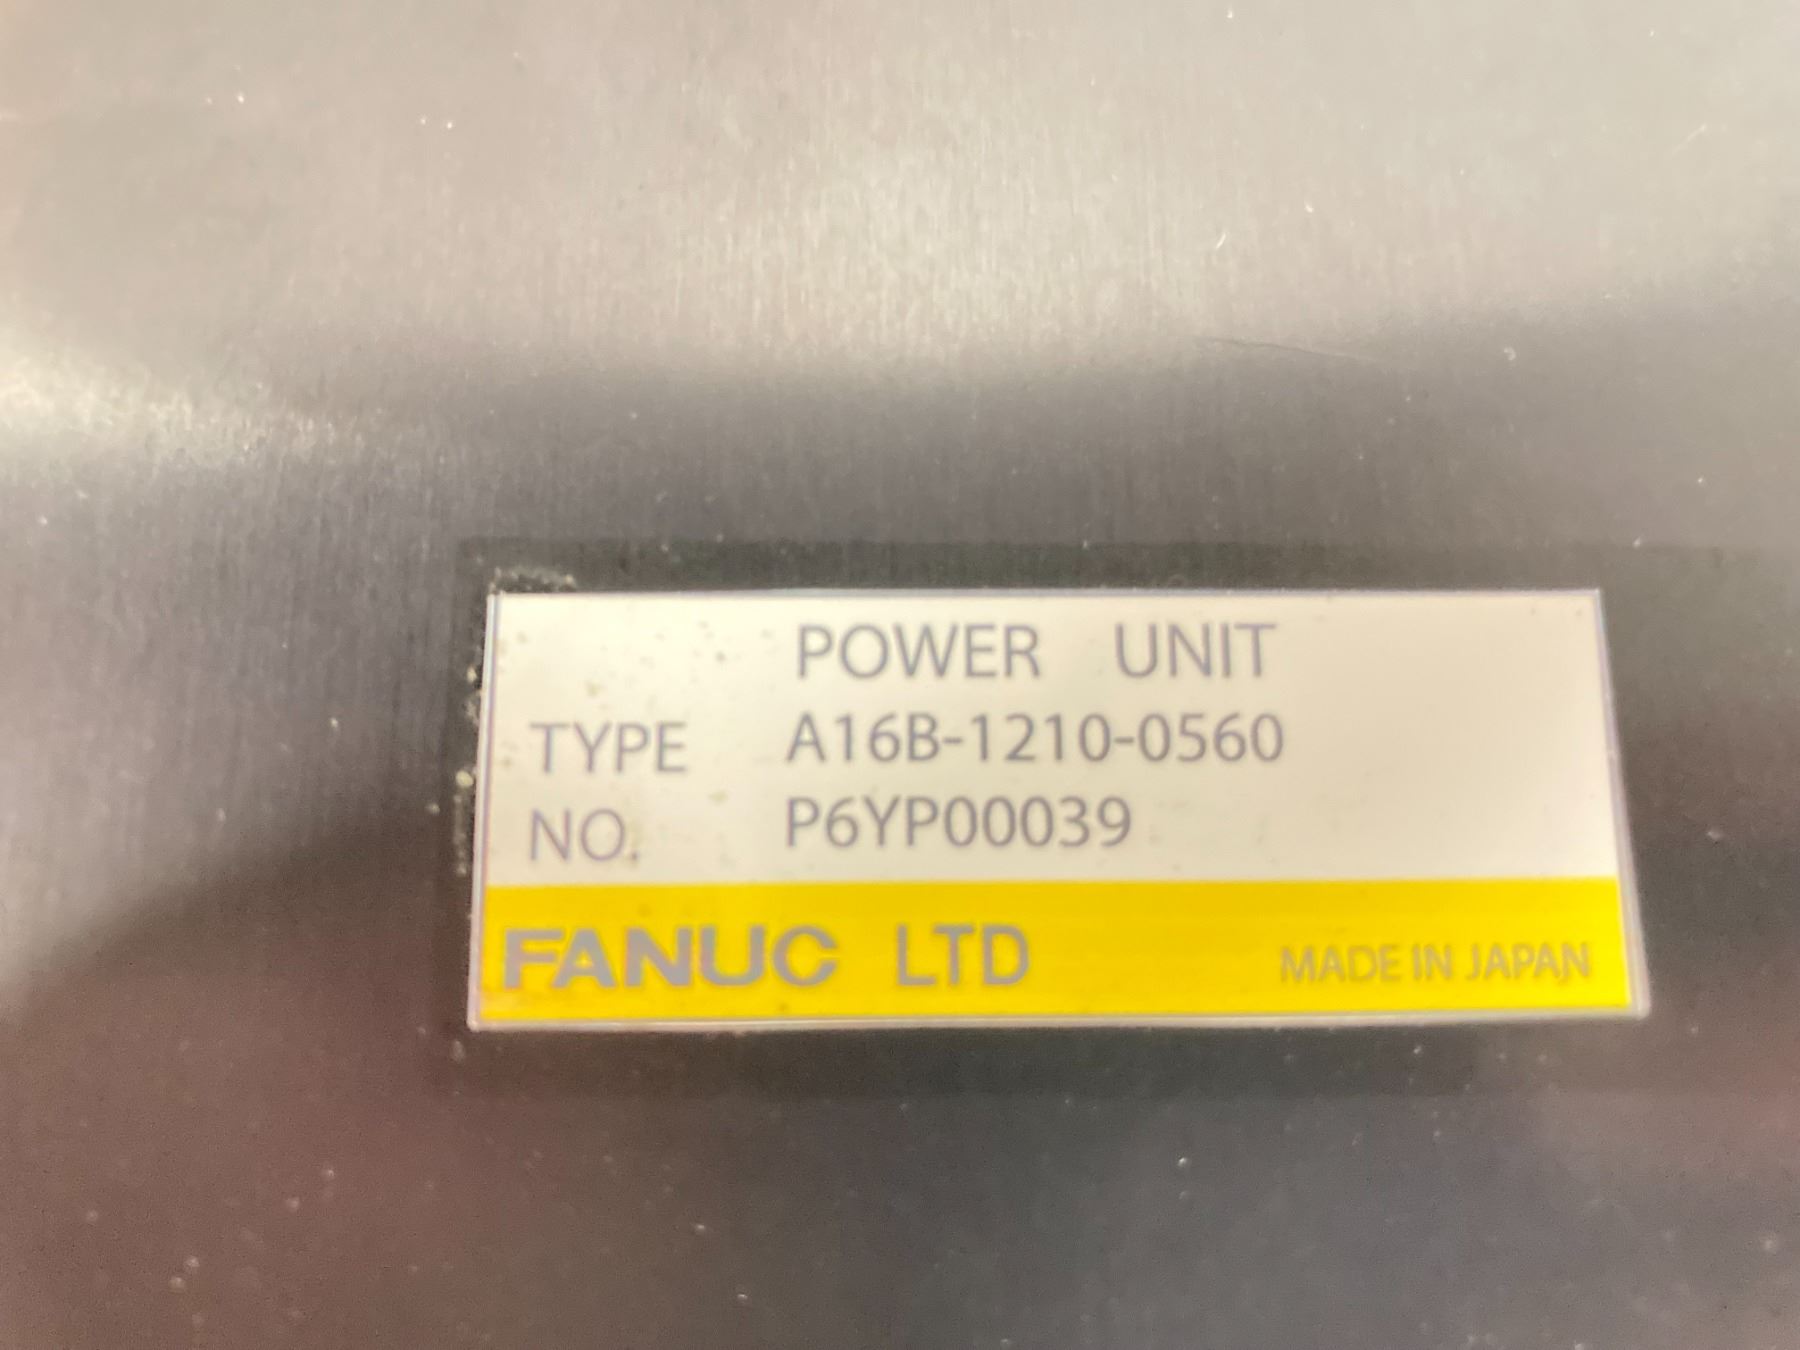 POWER UNIT
TYPE A16B-1210-0560
NO. P6YP00039
FANUC LTD MADE IN JAPAN